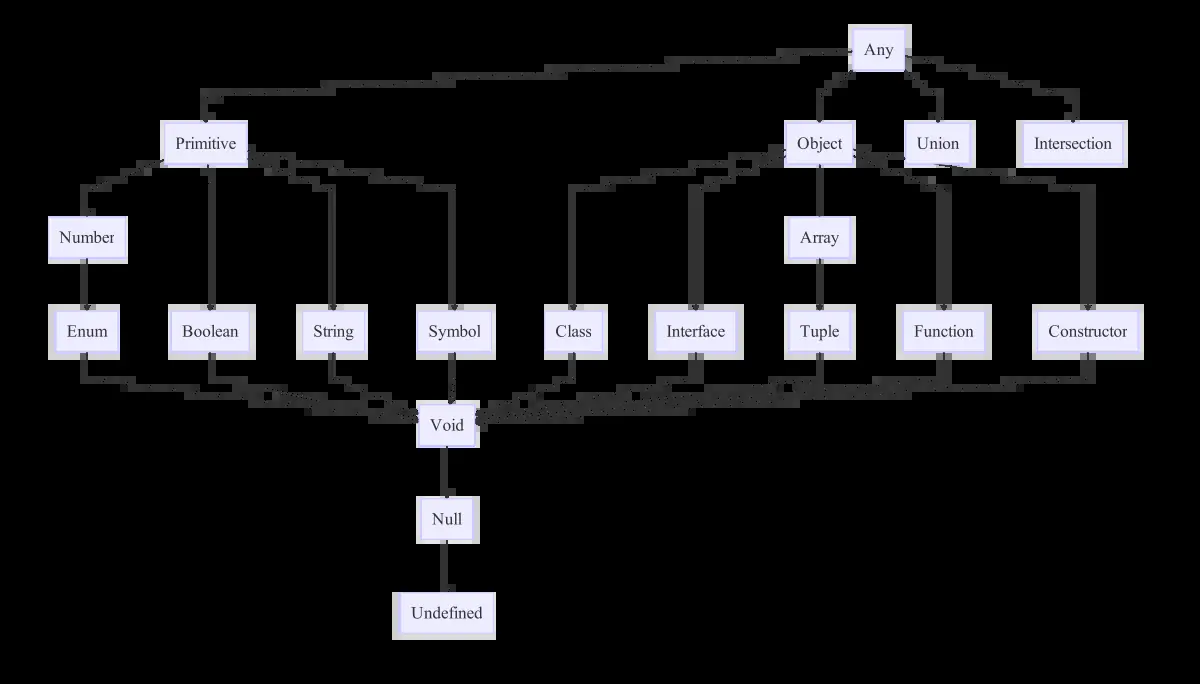 Any
Primitive
Object
Union
Intersection
Number
Array
Enum
Boolean
String
Symbol
Class
Interface
Tuple
Function
Constructor
Void
Null
Undefined